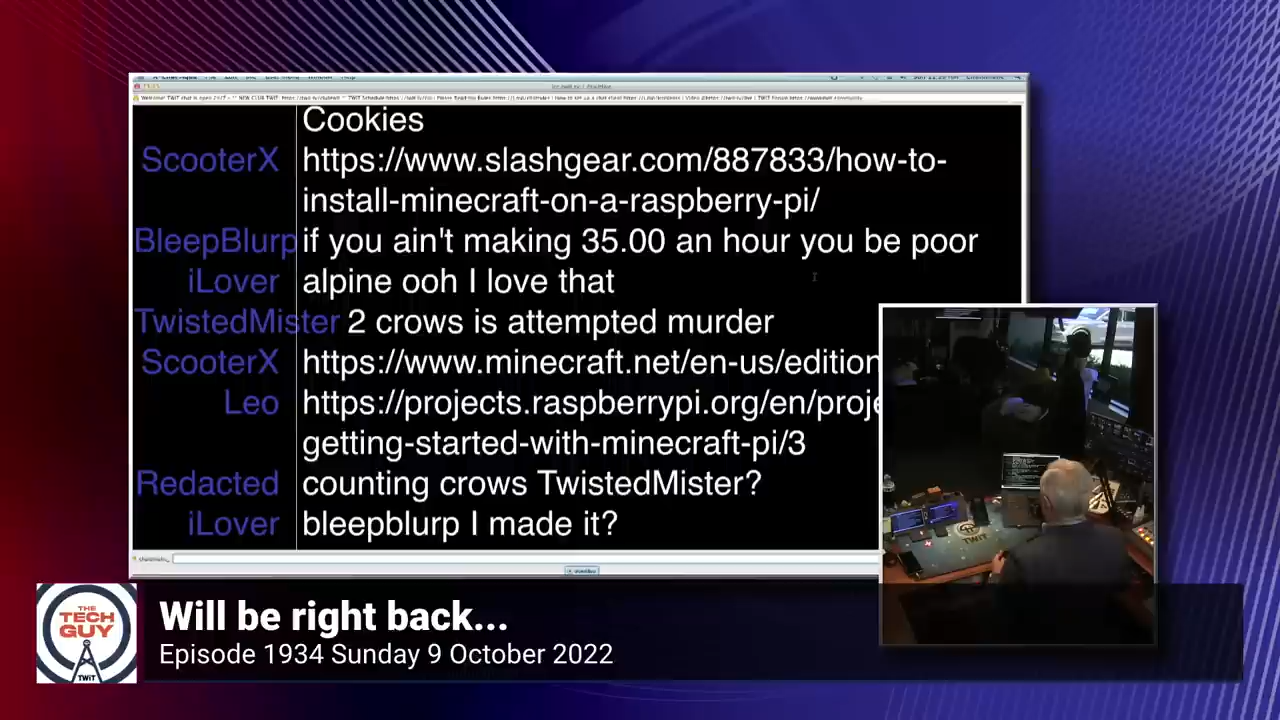 Cookies
ScooterX https://www.slashgear.com/887833/how-to-
install-minecraft-on-a-raspberry-pi/
BleepBlurp if you ain't making 35.00 an hour you be poor
iLover alpine ooh I love that
TwistedMister 2 crows is attempted murder
ScooterX https://www.minecraft.net/en-us/edition
Leo https://projects.raspberrypi.org/en/proje
getting-started-with-minecraft-pi/3
Redacted counting crows TwistedMister?
iLover bleepblurp I made it?
THE
TECH
GUY
TWiT
Will be right back...
Episode 1934 Sunday 9 October 2022
TWiT